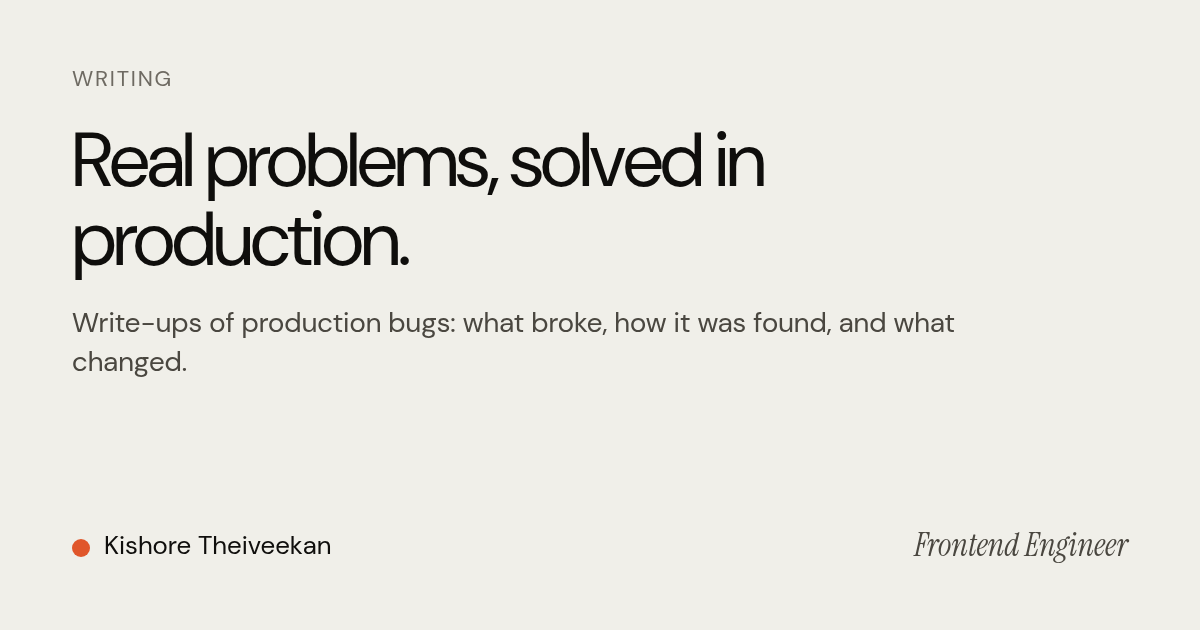 WRITING
Real problems, solved in
production.
Write-ups of production bugs: what broke, how it was found, and what
changed.
Kishore Theiveekan
Frontend Engineer